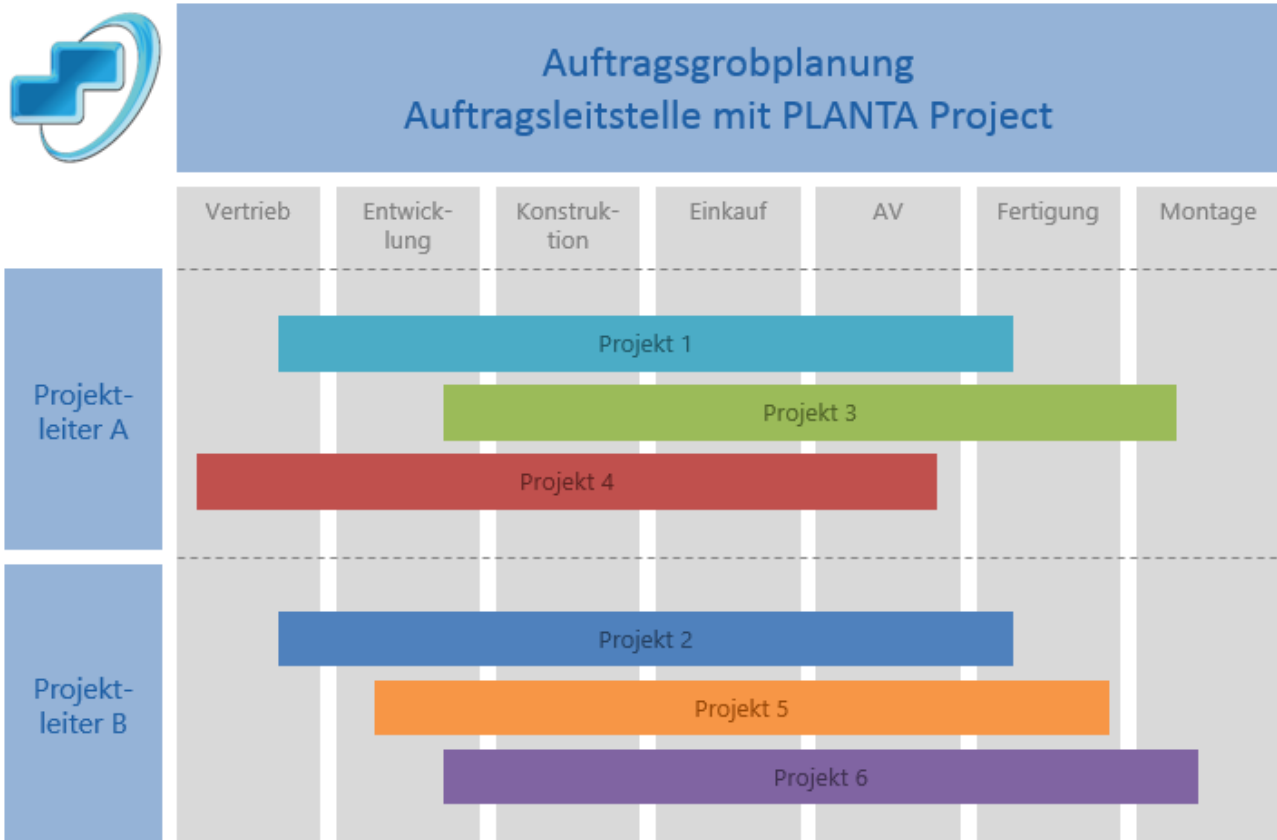 Auftragsgrobplanung
Auftragsleitstelle mit PLANTA Project
Vertrieb
Entwick-
lung
Konstruk-
tion
Einkauf
AV
Fertigung
Montage
Projekt-
leiter A
Projekt 1
Projekt 3
Projekt 4
Projekt-
leiter B
Projekt 2
Projekt 5
Projekt 6